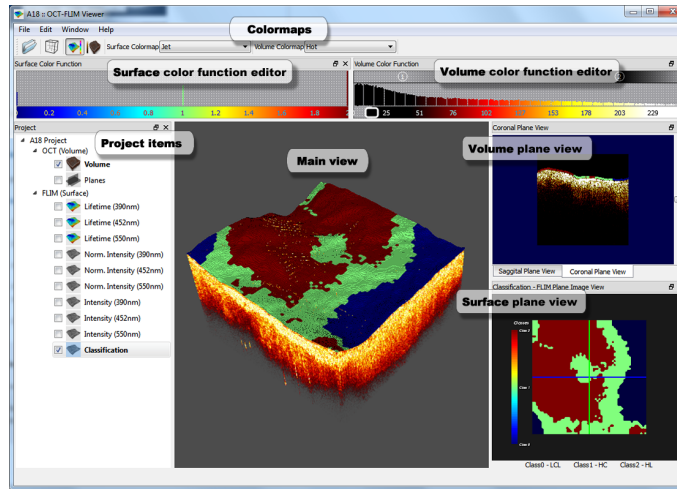 A18 :: OCT-FLIM Viewer
File Edit Window Help
Colormaps
Surface Colormap Jet
Volume Colormap Hot
Surface Color Function
Volume Color Function
Surface color function editor
Volume color function editor
1
0.2 0.4 0.6 0.8 1 1.2 1.4 1.6 1.8
25 51 76 102 127 153 178 203 229
Project
Project items
A18 Project
OCT (Volume)
Volume
Planes
FLIM (Surface)
Lifetime (390nm)
Lifetime (452nm)
Lifetime (550nm)
Norm. Intensity (390nm)
Norm. Intensity (452nm)
Norm. Intensity (550nm)
Intensity (390nm)
Intensity (452nm)
Intensity (550nm)
Classification
Main view
Coronal Plane View
Volume plane view
Saggital Plane View Coronal Plane View
Classification - FLIM Plane Image View
Surface plane view
Classes
Class 2
Class 1
Class 0
Class0 - LCL Class1 - HC Class2 - HL